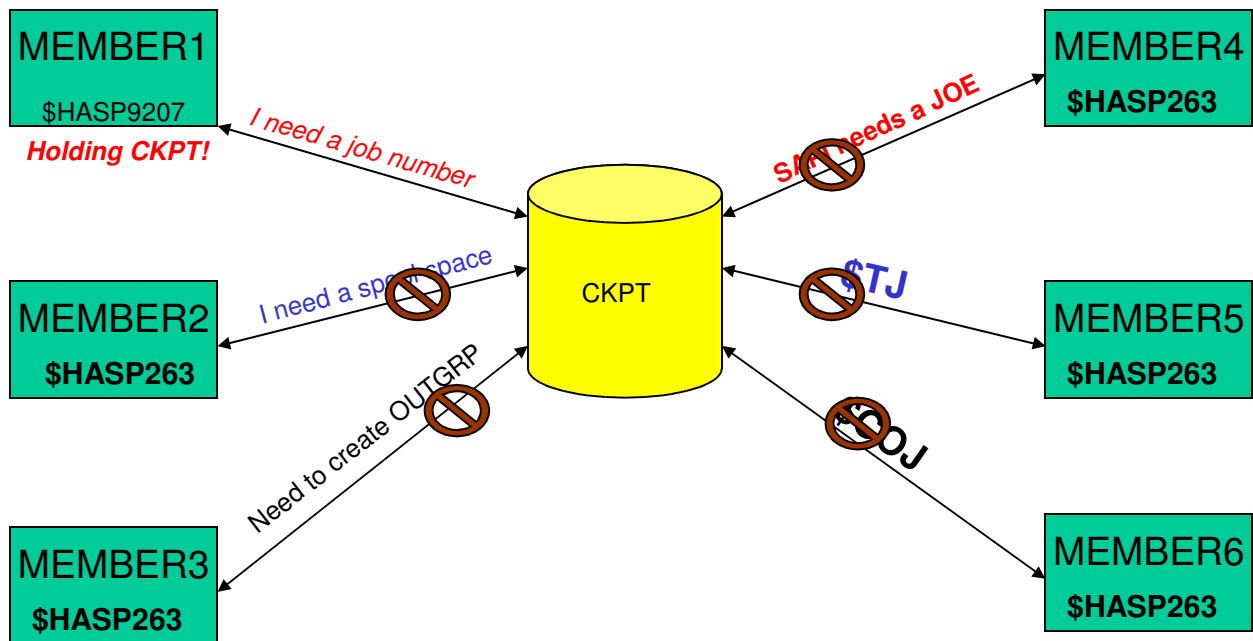 MEMBER1
$HASP9207
Holding CKPT!
I need a job number
MEMBER2
$HASP263
I need a spool space
MEMBER3
$HASP263
Need to create OUTGRP
CKPT
MEMBER4
$HASP263
needs a JOE
MEMBER5
$HASP263
$TJ
MEMBER6
$HASP263